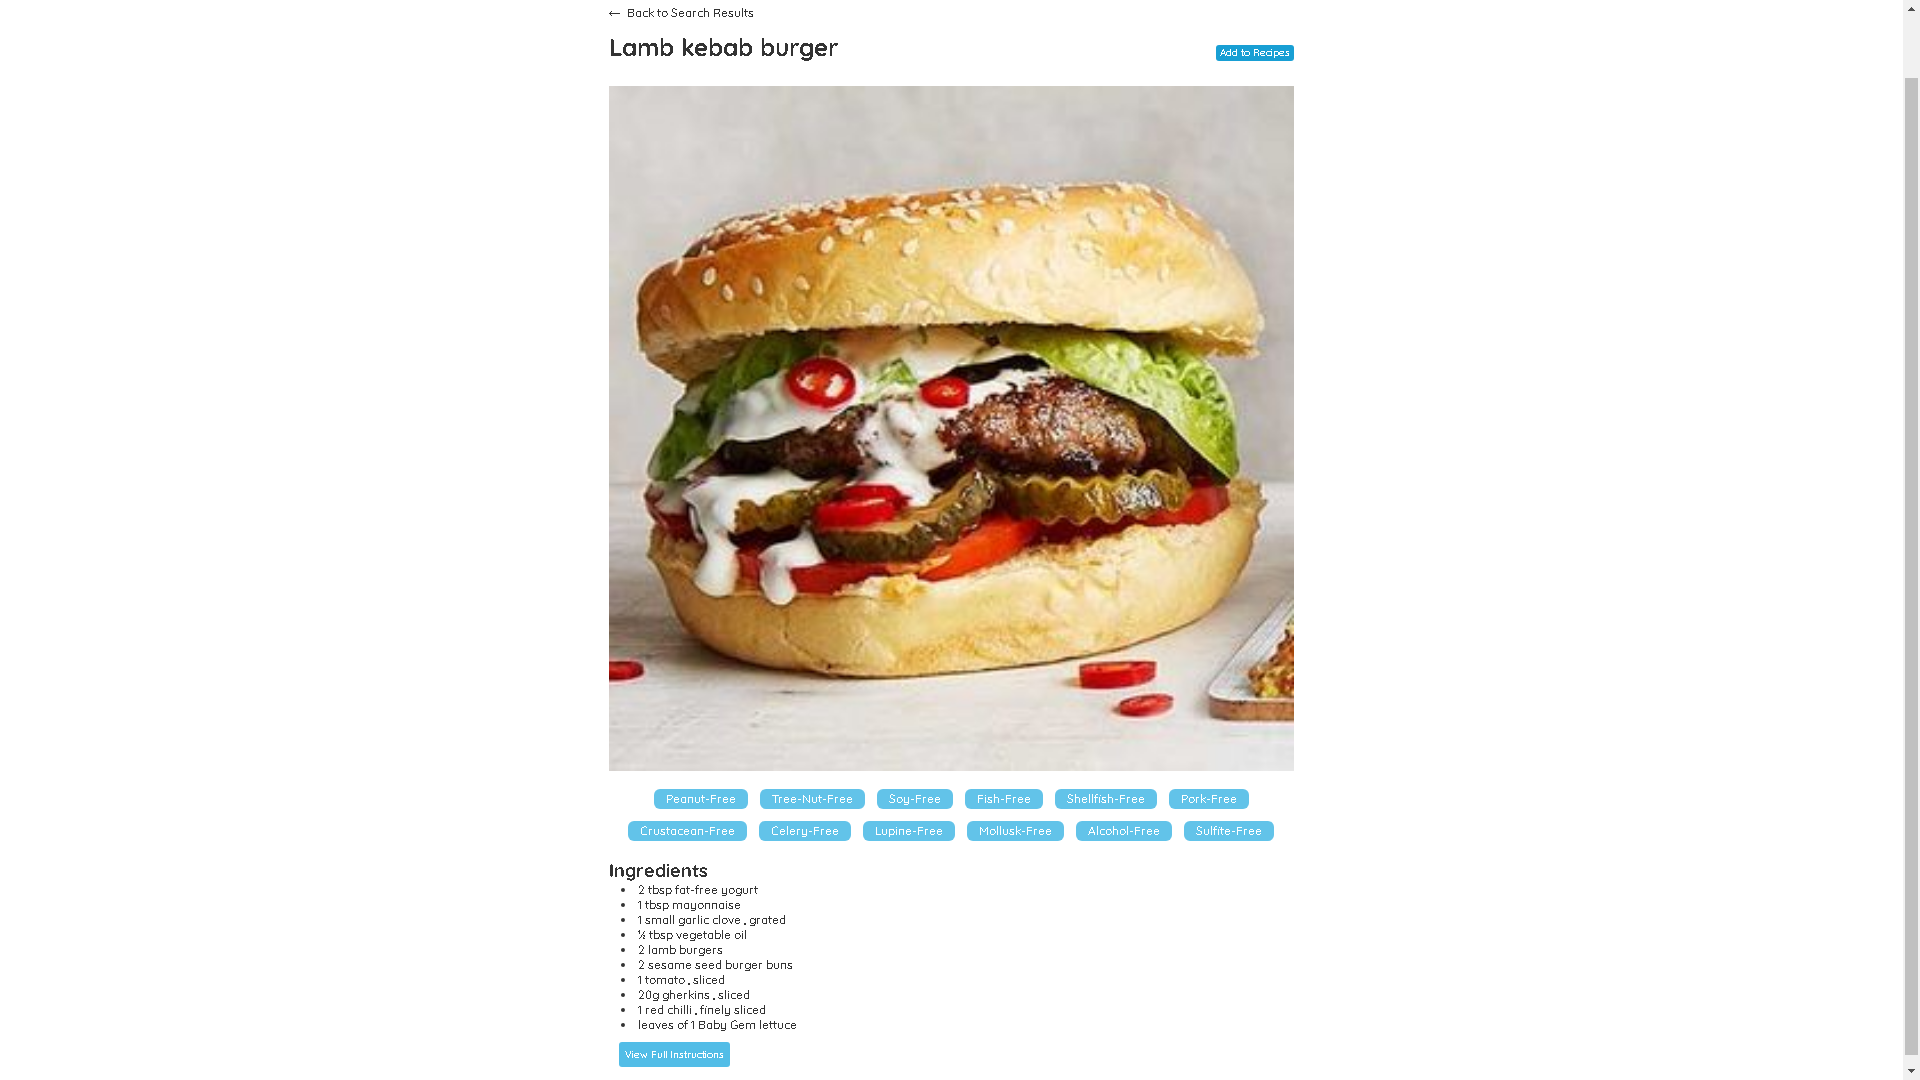 ← Back to Search Results
Lamb kebab burger
Add to Recipes
Peanut-Free Tree-Nut-Free Soy-Free Fish-Free Shellfish-Free Pork-Free
Crustacean-Free Celery-Free Lupine-Free Mollusk-Free Alcohol-Free Sulfite-Free
Ingredients
• 2 tbsp fat-free yogurt
• 1 tbsp mayonnaise
• 1 small garlic clove , grated
• ½ tbsp vegetable oil
• 2 lamb burgers
• 2 sesame seed burger buns
• 1 tomato , sliced
• 20g gherkins , sliced
• 1 red chilli , finely sliced
• leaves of 1 Baby Gem lettuce
View Full Instructions